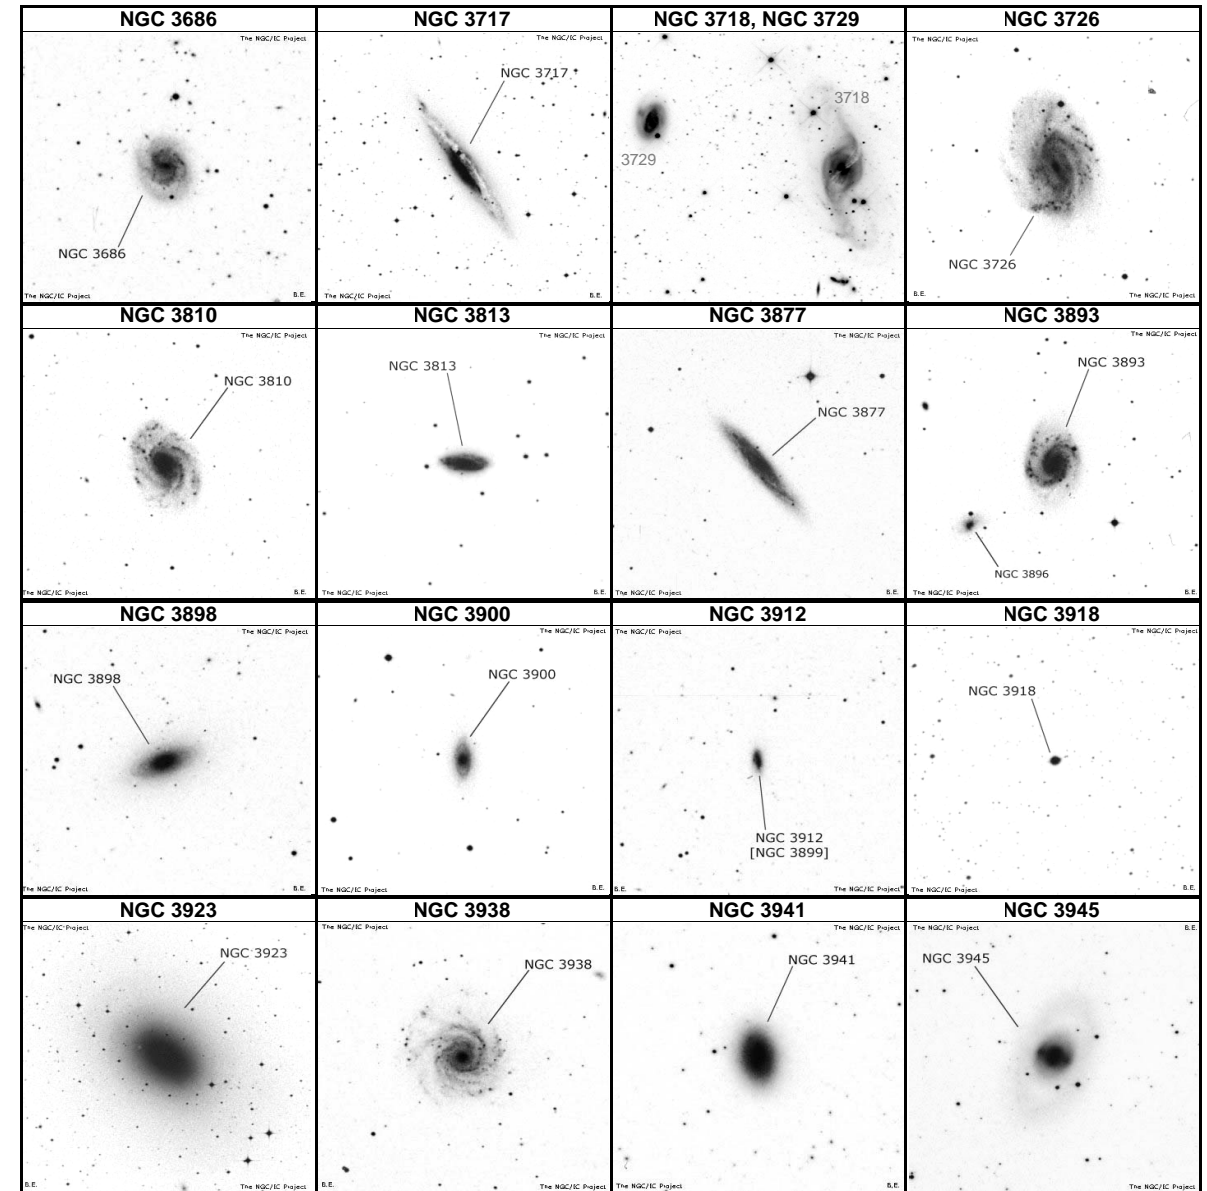 NGC 3686
NGC 3717
NGC 3718, NGC 3729
NGC 3726
The NGC/IC Project
NGC 3686
The NGC/IC Project
B.E.
The NGC/IC Project
NGC 3717
The NGC/IC Project
B.E.
3718
3729
The NGC/IC Project
NGC 3726
B.E.
The NGC/IC Project
NGC 3810
NGC 3813
NGC 3877
NGC 3893
The NGC/IC Project
NGC 3810
The NGC/IC Project
B.E.
The NGC/IC Project
NGC 3813
The NGC/IC Project
B.E.
The NGC/IC Project
NGC 3877
The NGC/IC Project
B.E.
The NGC/IC Project
NGC 3893
NGC 3896
The NGC/IC Project
B.E.
NGC 3898
NGC 3900
NGC 3912
NGC 3918
The NGC/IC Project
NGC 3898
The NGC/IC Project
B.E.
The NGC/IC Project
NGC 3900
The NGC/IC Project
B.E.
The NGC/IC Project
NGC 3912
[NGC 3899]
B.E.
The NGC/IC Project
The NGC/IC Project
NGC 3918
The NGC/IC Project
B.E.
NGC 3923
NGC 3938
NGC 3941
NGC 3945
The NGC/IC Project
NGC 3923
B.E.
The NGC/IC Project
The NGC/IC Project
NGC 3938
B.E.
The NGC/IC Project
The NGC/IC Project
NGC 3941
The NGC/IC Project
B.E.
The NGC/IC Project
B.E.
NGC 3945
The NGC/IC Project